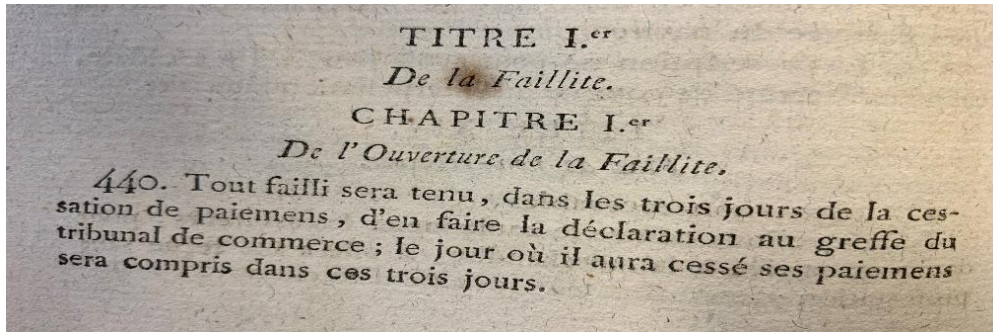 TITRE I.er
De la Faillite.
CHAPITRE I.er
De l'Ouverture de la Faillite.
440. Tout failli sera tenu, dans les trois jours de la ces-
sation de paiemens, d'en faire la déclaration au greffe du
tribunal de commerce; le jour où il aura cessé ses paiemens
sera compris dans ces trois jours.